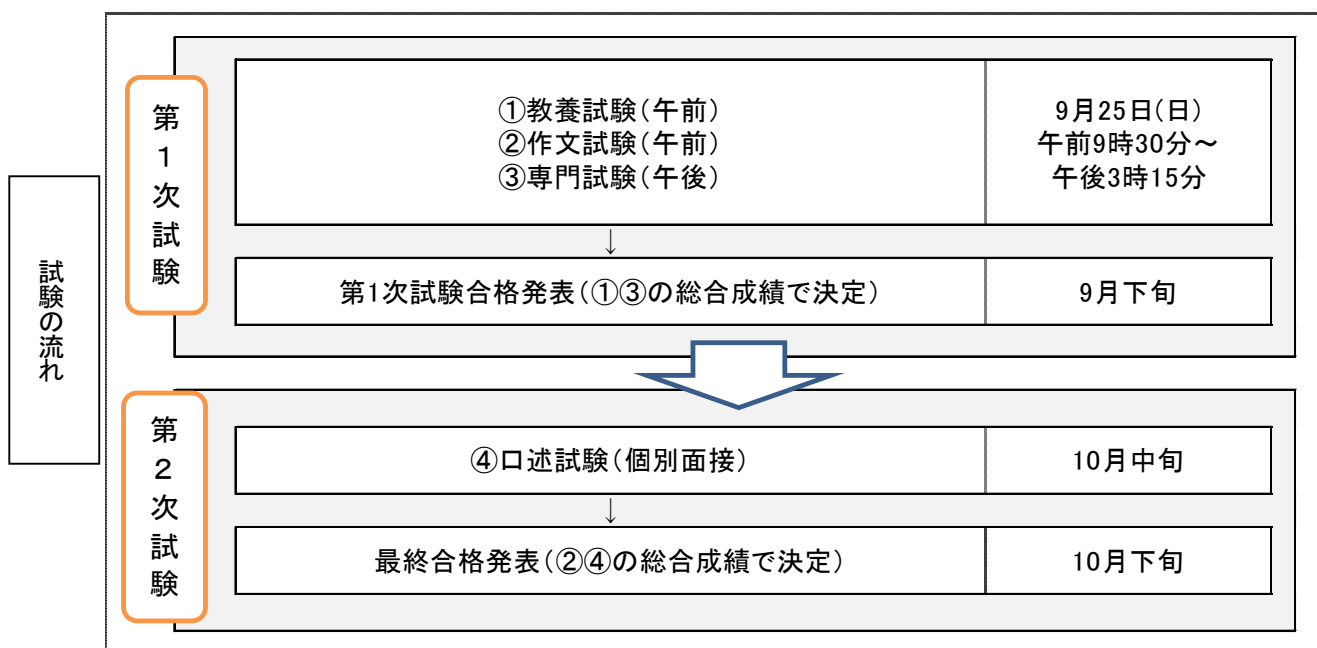 試験の流れ
第1次試験
①教養試験(午前)
②作文試験(午前)
③専門試験(午後)
9月25日(日)
午前9時30分～
午後3時15分
↓
第1次試験合格発表(①③の総合成績で決定)
9月下旬
第2次試験
④口述試験(個別面接)
10月中旬
↓
最終合格発表(②④の総合成績で決定)
10月下旬